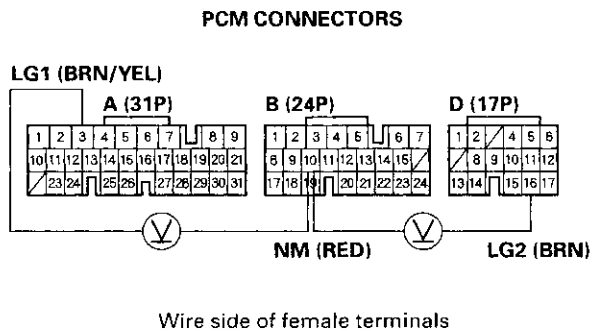 PCM CONNECTORS
LG1 (BRN/YEL)
A (31P) B (24P) D (17P)
1 2 3 4 5 6 7 8 9 1 2 3 4 5 6 7 1 2 4 5 6
10 11 12 13 14 15 16 17 18 19 20 21 8 9 10 11 12 13 14 15 8 9 10 11 12
23 24 25 26 27 28 29 30 31 17 18 19 20 21 22 23 24 13 14 15 16 17
V V
NM (RED) LG2 (BRN)
Wire side of female terminals